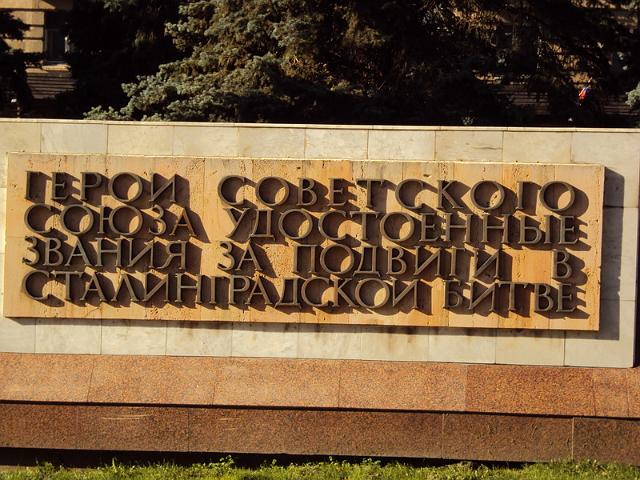 ГЕРОИ СОВЕТСКОГО
СОЮЗА УДОСТОЕННЫЕ
ЗВАНИЯ ЗА ПОДВИГИ В
СТАЛИНГРАДСКОЙ БИТВЕ